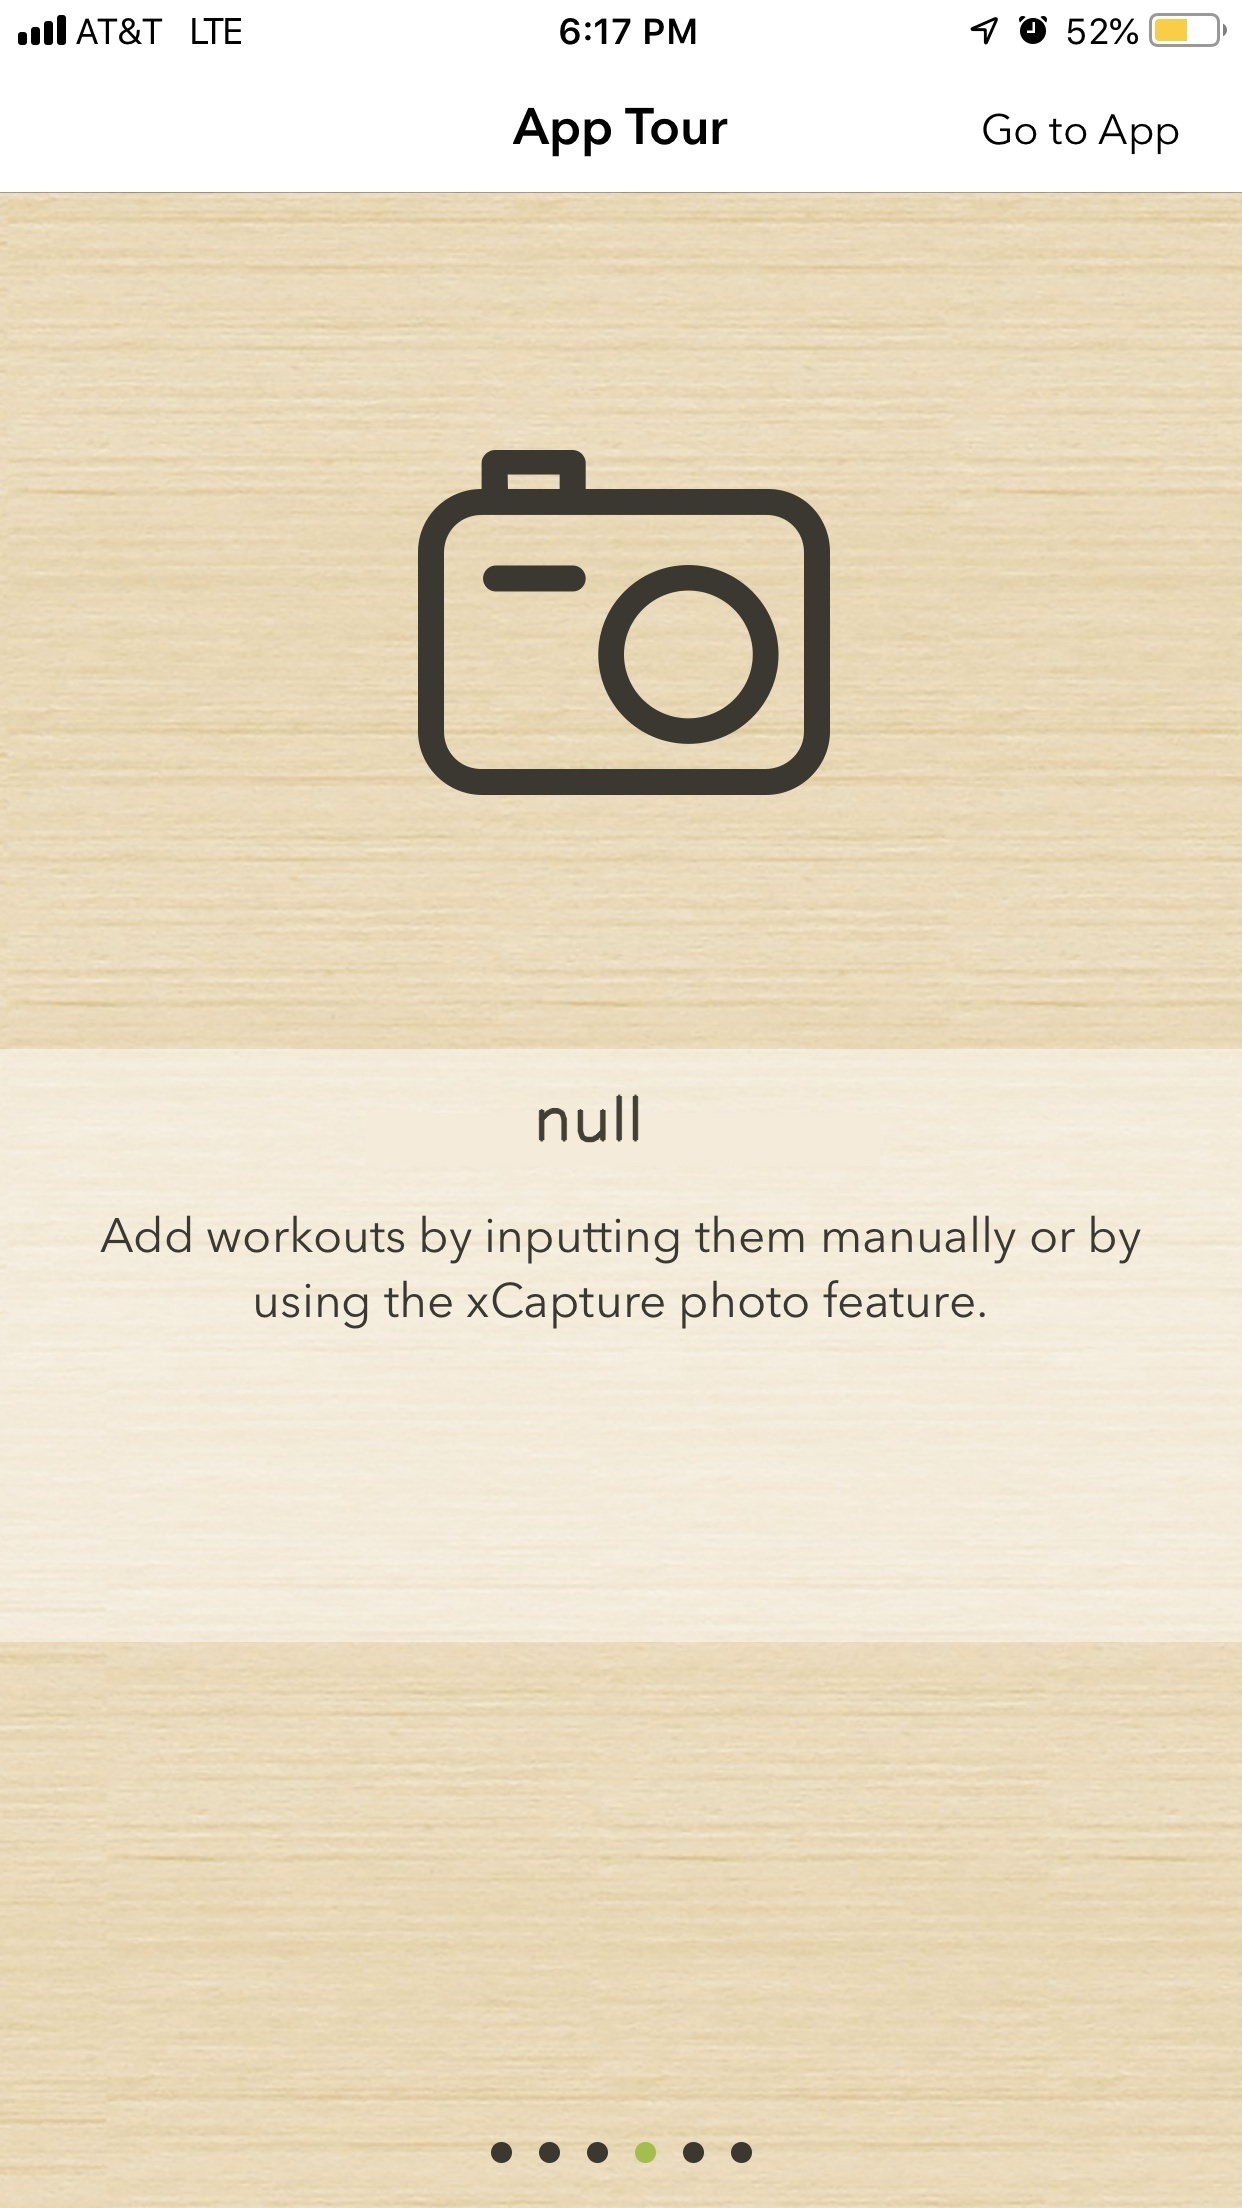 AT&T LTE 6:17 PM 52%
App Tour Go to App
null
Add workouts by inputting them manually or by
using the xCapture photo feature.